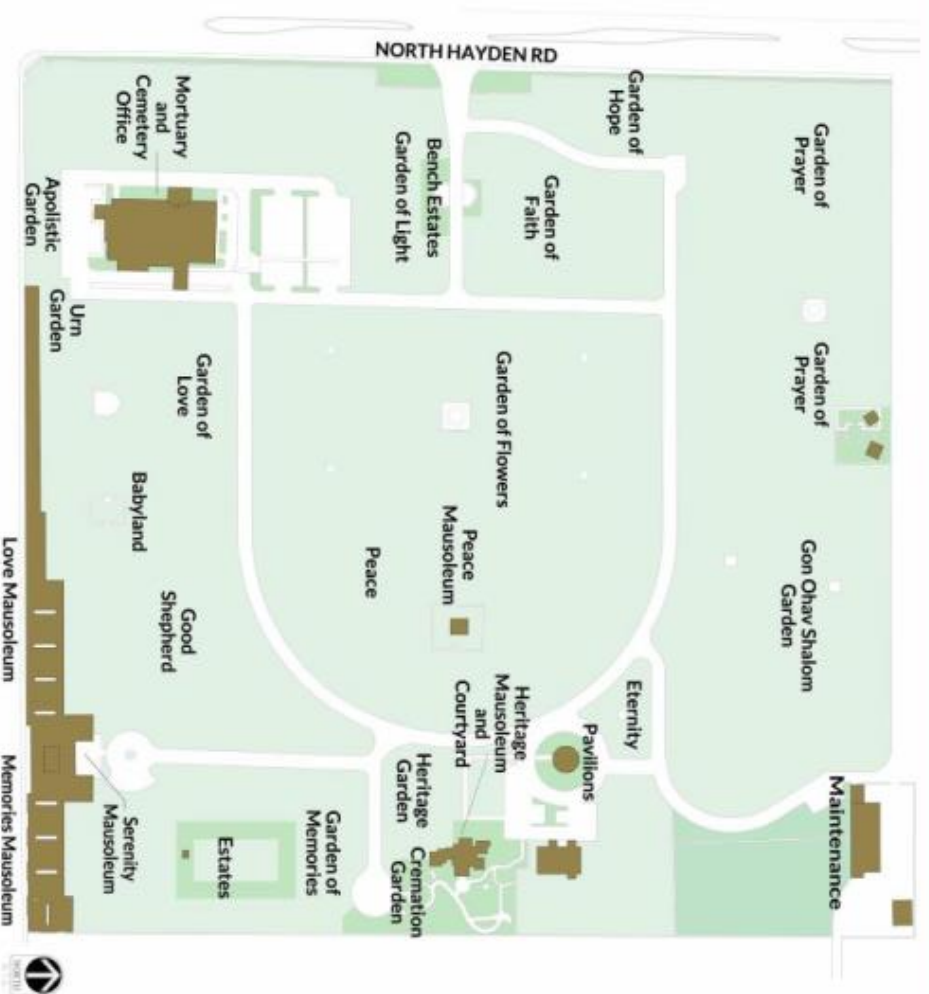 NORTH HAYDEN RD
Mortuary
and
Cemetery
Office
Apolistic
Garden
Bench Estates
Garden of Light
Garden of
Hope
Garden of
Faith
Garden of
Prayer
Urn
Garden
Garden of
Love
Garden of Flowers
Garden of
Prayer
Babyland
Peace
Mausoleum
Peace
Good
Shepherd
Gon Ohav Shalom
Garden
Love Mausoleum
Heritage
Mausoleum
and
Courtyard
Eternity
Pavilions
Heritage
Garden
Maintenance
Memories Mausoleum
Serenity
Mausoleum
Estates
Garden of
Memories
Cremation
Garden
NORTH